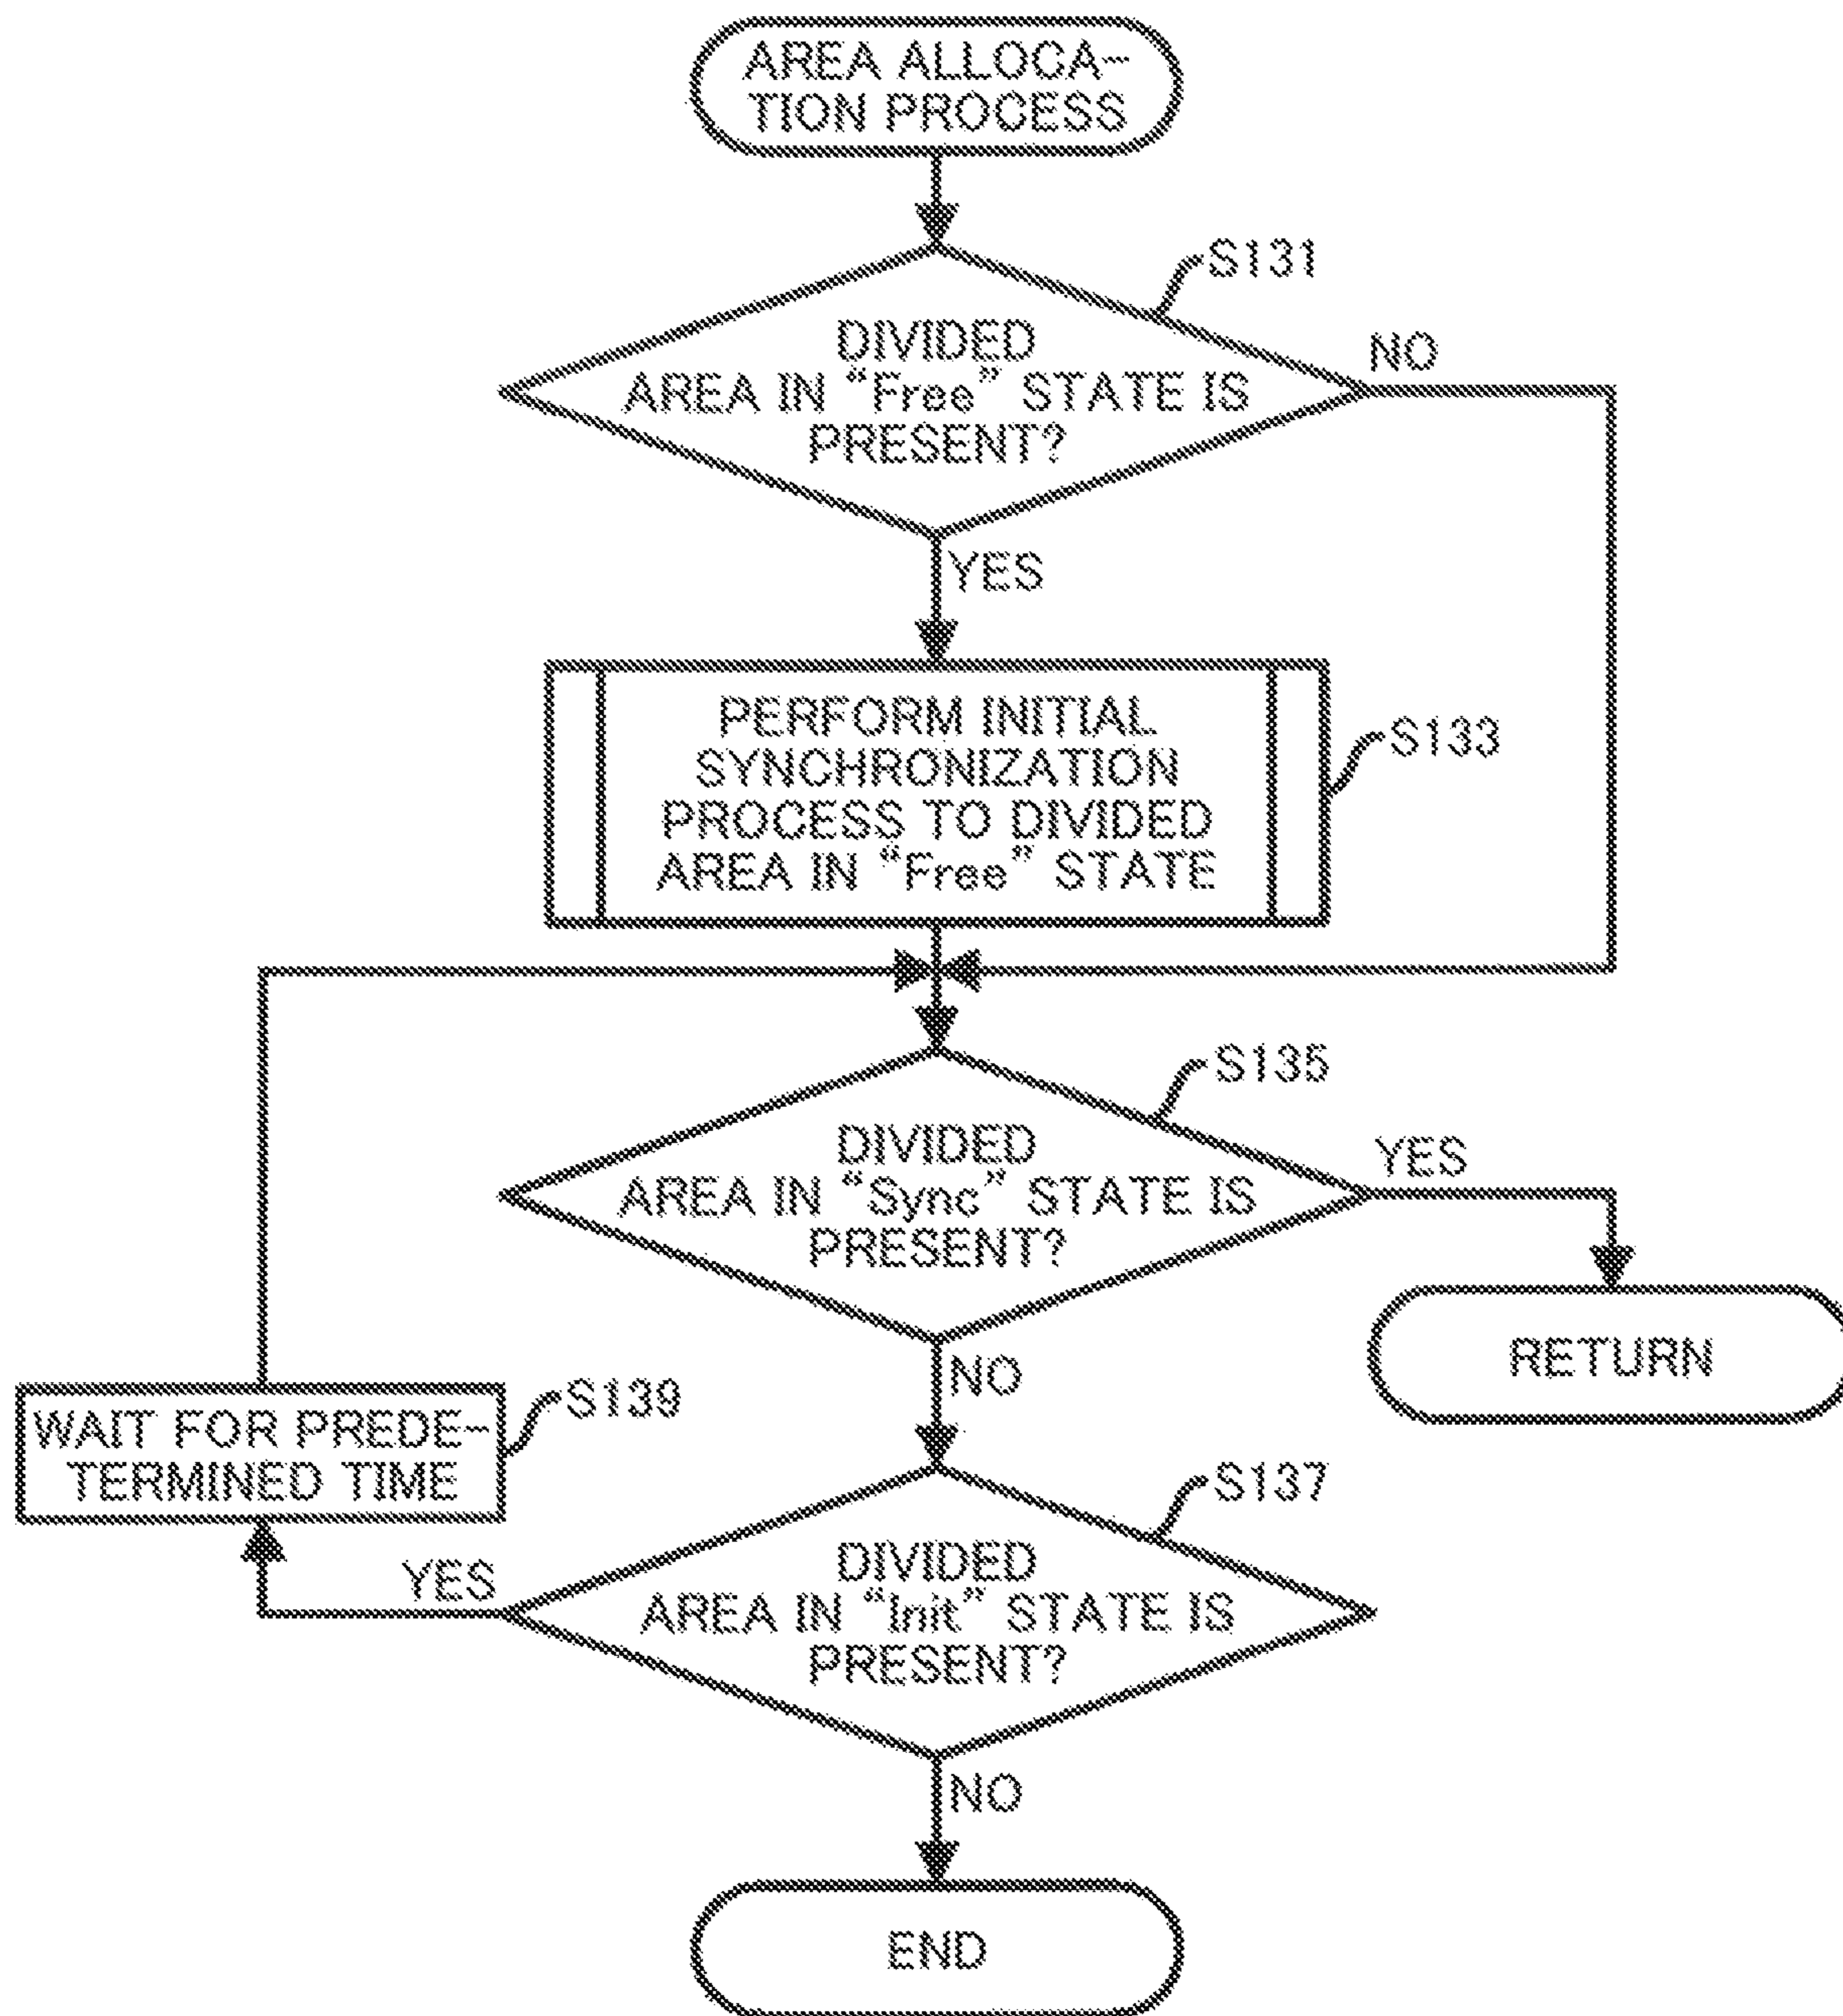 AREA ALLOCA-
TION PROCESS
S131
DIVIDED
AREA IN “Free” STATE IS
PRESENT?
NO
YES
PERFORM INITIAL
SYNCHRONIZATION
PROCESS TO DIVIDED
AREA IN “Free” STATE
S133
S135
DIVIDED
AREA IN “Sync” STATE IS
PRESENT?
YES
RETURN
NO
S139
WAIT FOR PREDE-
TERMINED TIME
S137
DIVIDED
AREA IN “Init” STATE IS
PRESENT?
YES
NO
END